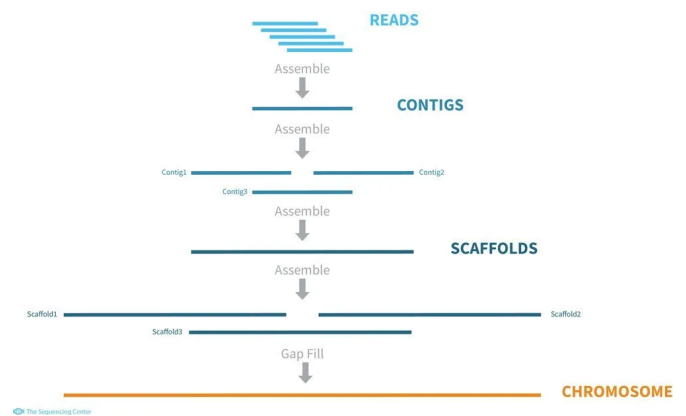 READS
Assemble
CONTIGS
Assemble
Contig1
Contig2
Contig3
Assemble
SCAFFOLDS
Assemble
Scaffold1
Scaffold2
Scaffold3
Gap Fill
CHROMOSOME
The Sequencing Center